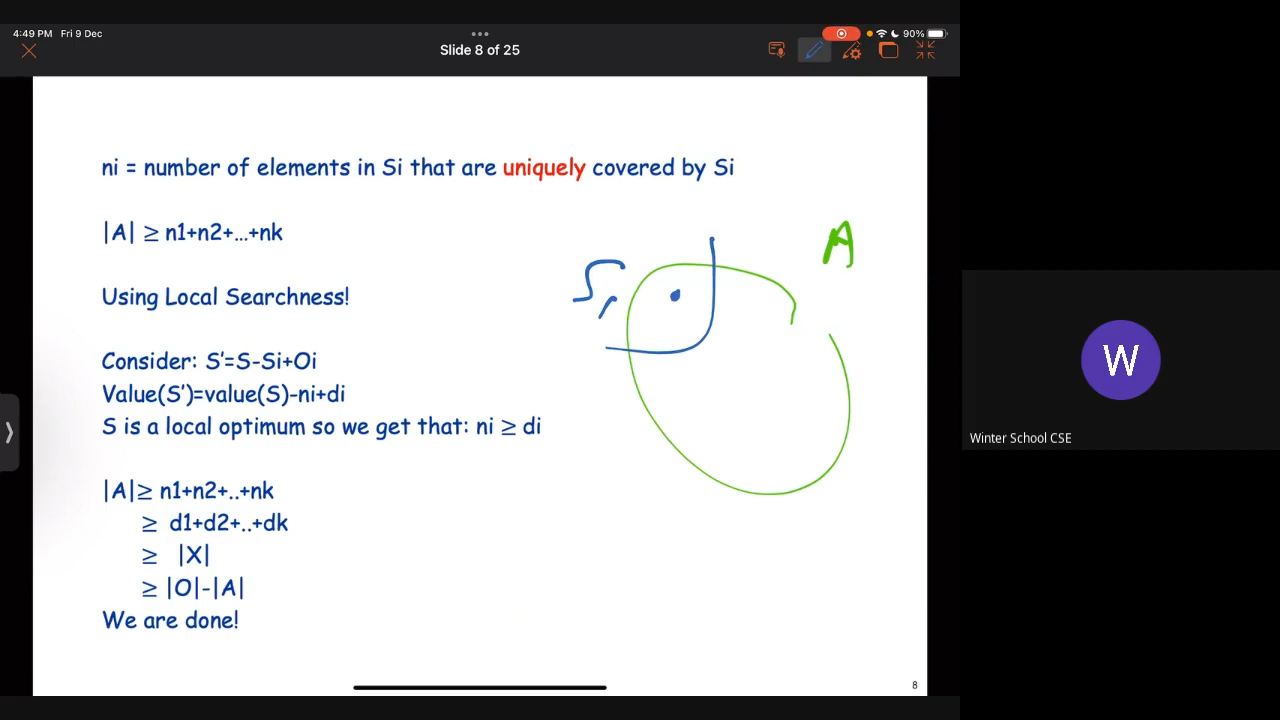 4:49 PM Fri 9 Dec
90%
Slide 8 of 25
ni = number of elements in Si that are uniquely covered by Si
|A| ≥ n1+n2+...+nk
A
Using Local Searchness!
S1
Consider: S'=S-Si+Oi
Value(S')=value(S)-ni+di
S is a local optimum so we get that: ni ≥ di
|A|≥ n1+n2+..+nk
≥ d1+d2+..+dk
≥ |X|
≥ |O|-|A|
We are done!
8
W
Winter School CSE